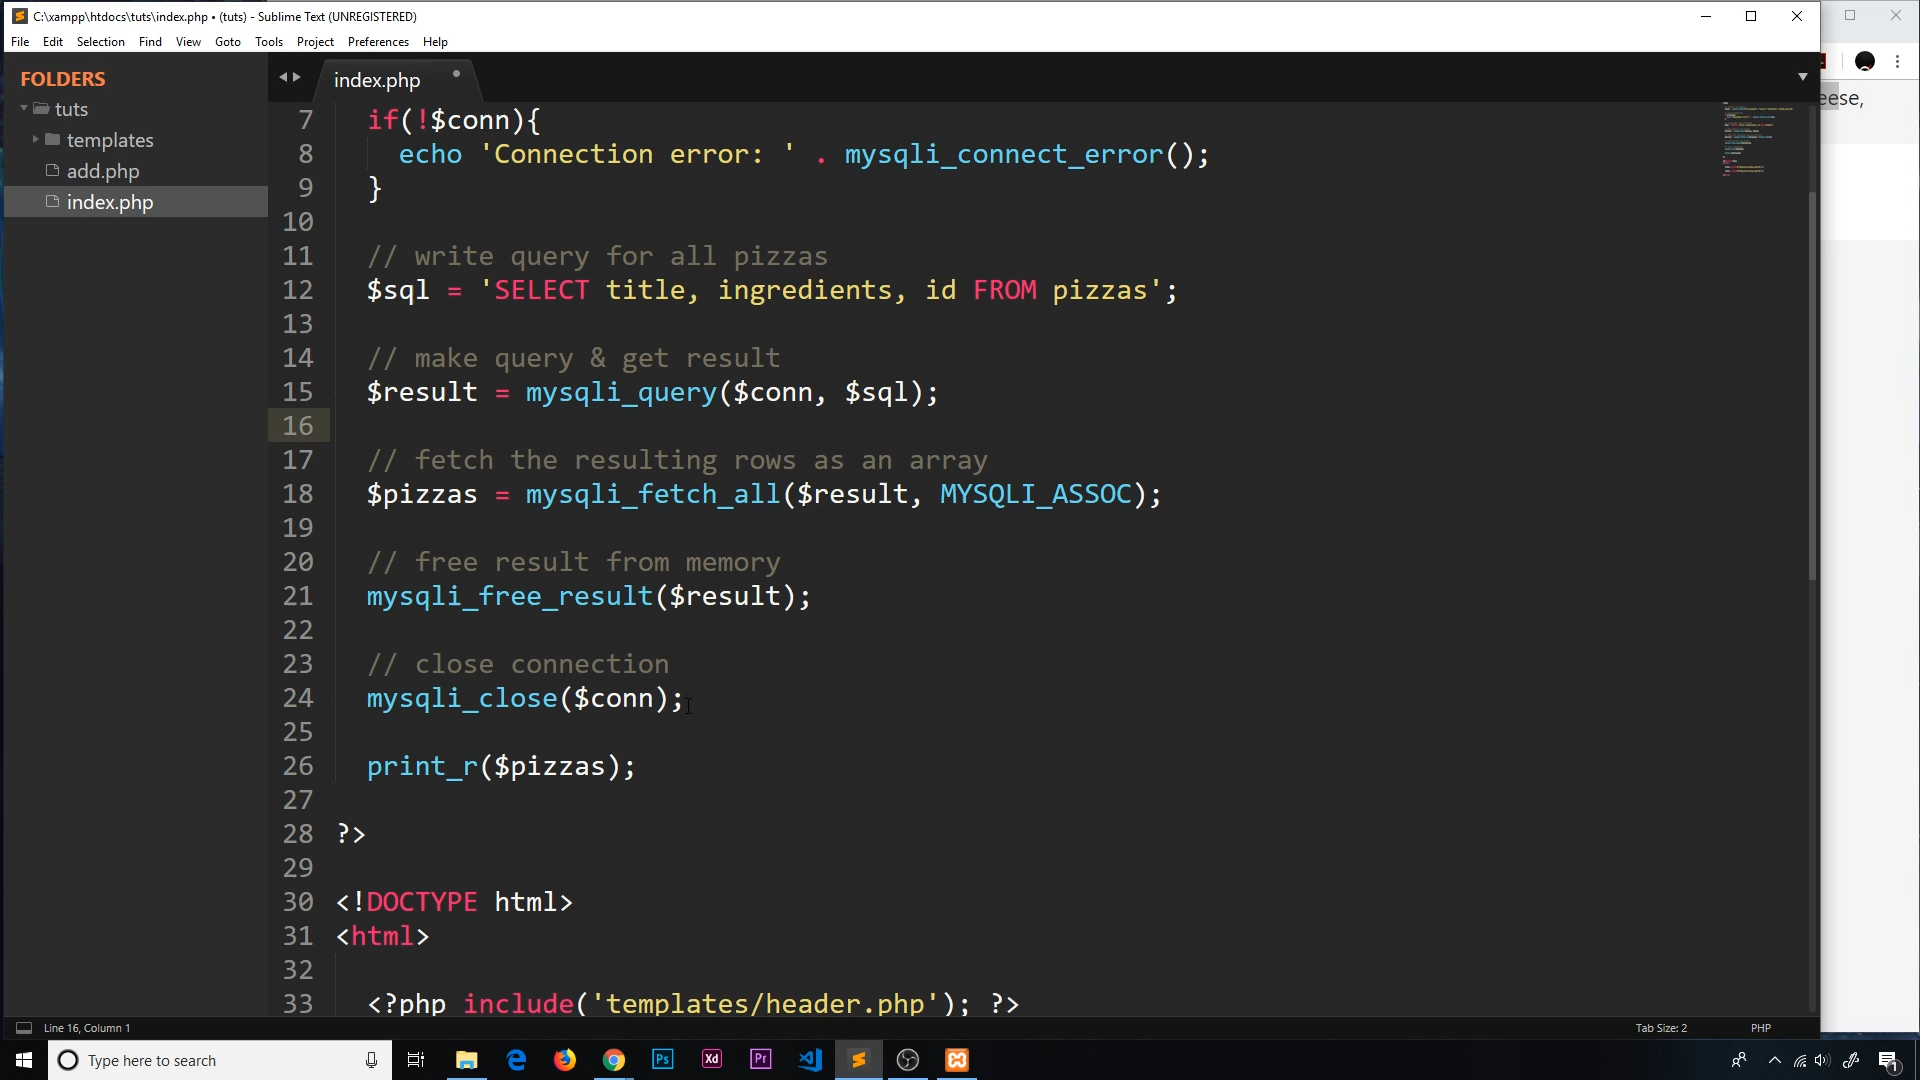 C:\xampp\htdocs\tuts\index.php • (tuts) - Sublime Text (UNREGISTERED)
File Edit Selection Find View Goto Tools Project Preferences Help
FOLDERS
tuts
templates
add.php
index.php
index.php
7 if(!$conn){
8 echo 'Connection error: ' . mysqli_connect_error();
9 }
10
11 // write query for all pizzas
12 $sql = 'SELECT title, ingredients, id FROM pizzas';
13
14 // make query & get result
15 $result = mysqli_query($conn, $sql);
16
17 // fetch the resulting rows as an array
18 $pizzas = mysqli_fetch_all($result, MYSQLI_ASSOC);
19
20 // free result from memory
21 mysqli_free_result($result);
22
23 // close connection
24 mysqli_close($conn);
25
26 print_r($pizzas);
27
28 ?>
29
30 <!DOCTYPE html>
31 <html>
32
33 <?php include('templates/header.php'); ?>
eese,
Line 16, Column 1
Tab Size: 2
PHP
Type here to search
Ps
Xd
Pr
1